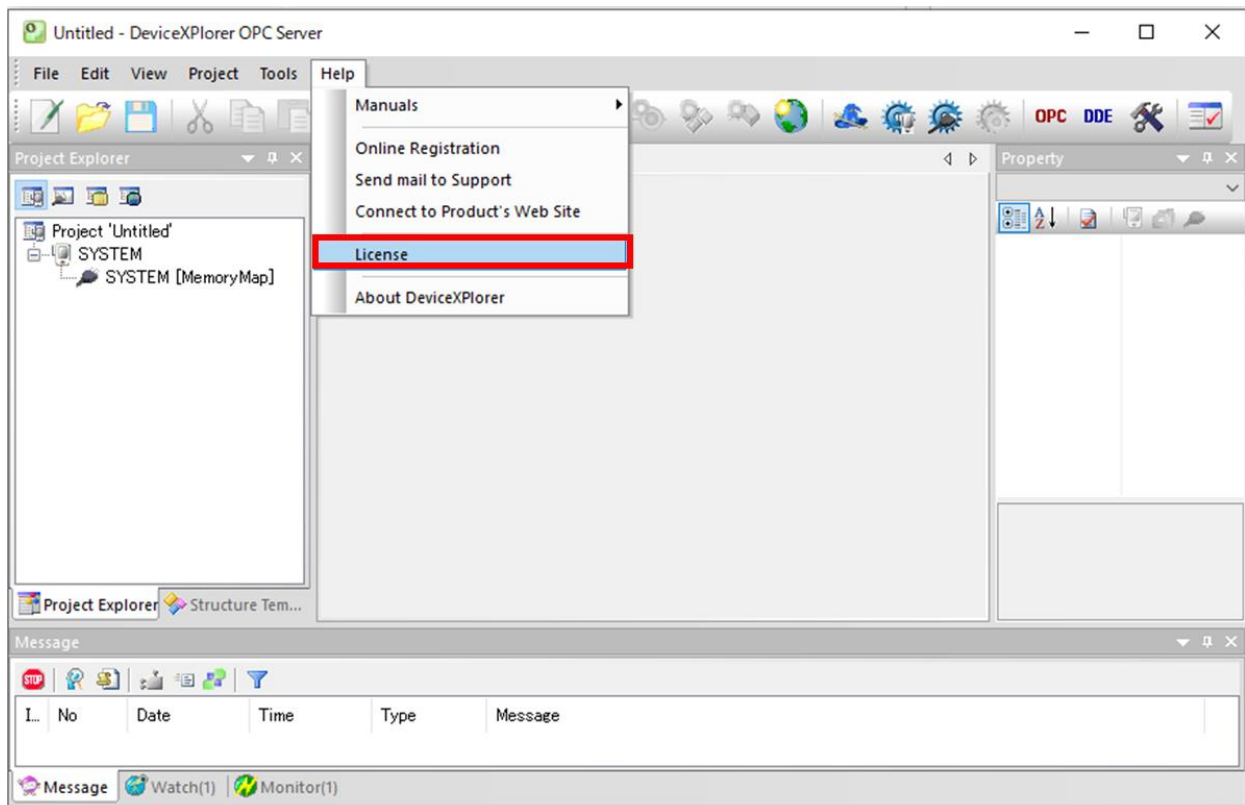 Untitled - DeviceXPlorer OPC Server
File Edit View Project Tools Help
Manuals
Online Registration
Send mail to Support
Connect to Product's Web Site
License
About DeviceXPlorer
OPC DDE
Project Explorer
Project 'Untitled'
SYSTEM
SYSTEM [MemoryMap]
Project Explorer Structure Tem...
Property
Message
STOP
I... No Date Time Type Message
Message Watch(1) Monitor(1)